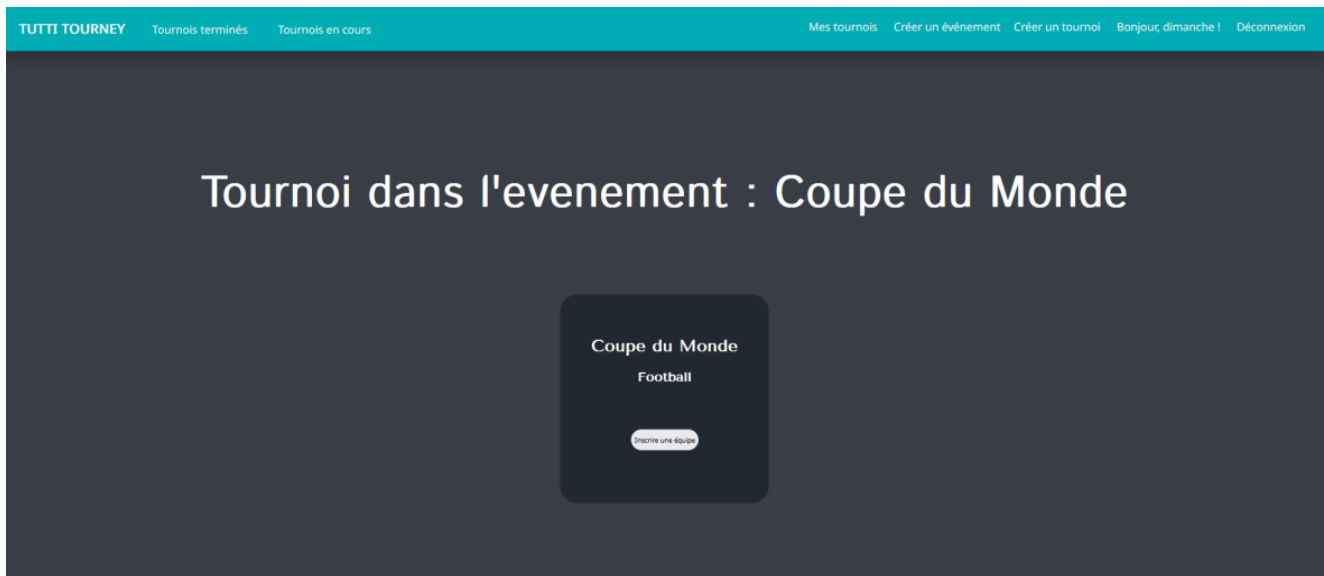 TUTTI TOURNEY Tournois terminés Tournois en cours Mes tournois Créer un événement Créer un tournoi Bonjour, dimanche ! Déconnexion
Tournoi dans l'evenement : Coupe du Monde
Coupe du Monde
Football
Inscrire une équipe